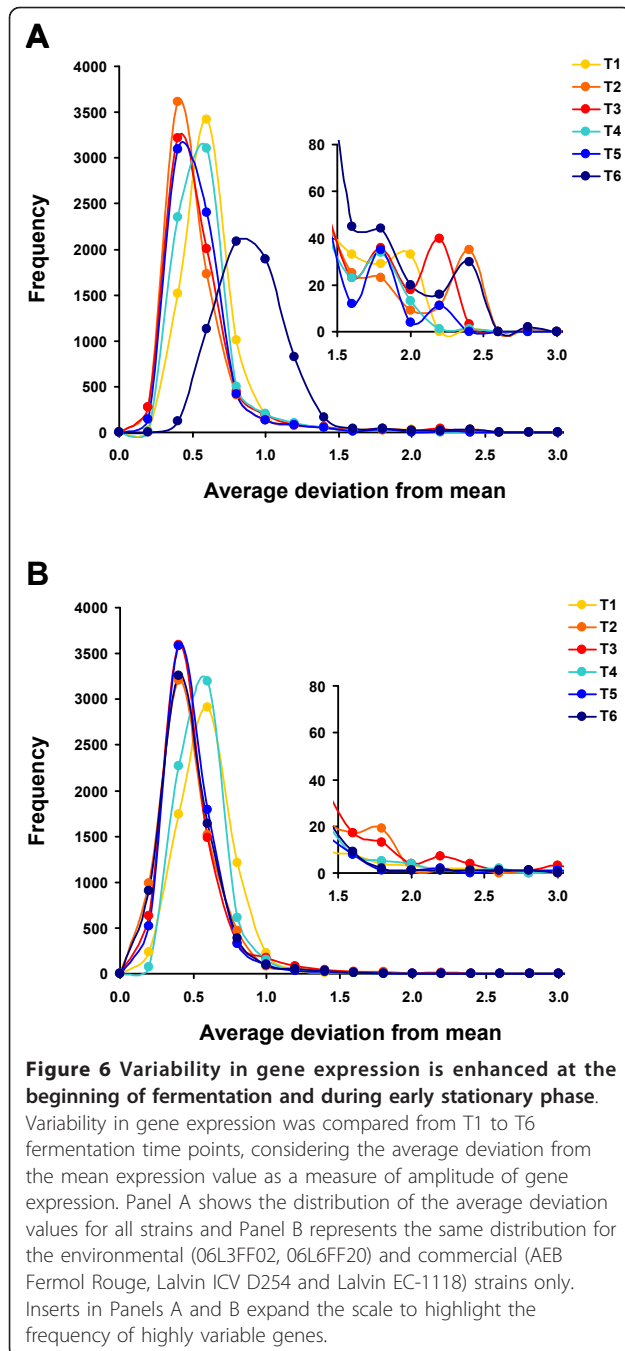 A
4000
3500
3000
2500
2000
1500
1000
500
0
Frequency
0.0 0.5 1.0 1.5 2.0 2.5 3.0
Average deviation from mean
80
60
40
20
0
1.5 2.0 2.5 3.0
T1
T2
T3
T4
T5
T6
B
4000
3500
3000
2500
2000
1500
1000
500
0
Frequency
0.0 0.5 1.0 1.5 2.0 2.5 3.0
Average deviation from mean
80
60
40
20
0
1.5 2.0 2.5 3.0
T1
T2
T3
T4
T5
T6
Figure 6 Variability in gene expression is enhanced at the
beginning of fermentation and during early stationary phase.
Variability in gene expression was compared from T1 to T6
fermentation time points, considering the average deviation from
the mean expression value as a measure of amplitude of gene
expression. Panel A shows the distribution of the average deviation
values for all strains and Panel B represents the same distribution for
the environmental (06L3FF02, 06L6FF20) and commercial (AEB
Fermol Rouge, Lalvin ICV D254 and Lalvin EC-1118) strains only.
Inserts in Panels A and B expand the scale to highlight the
frequency of highly variable genes.